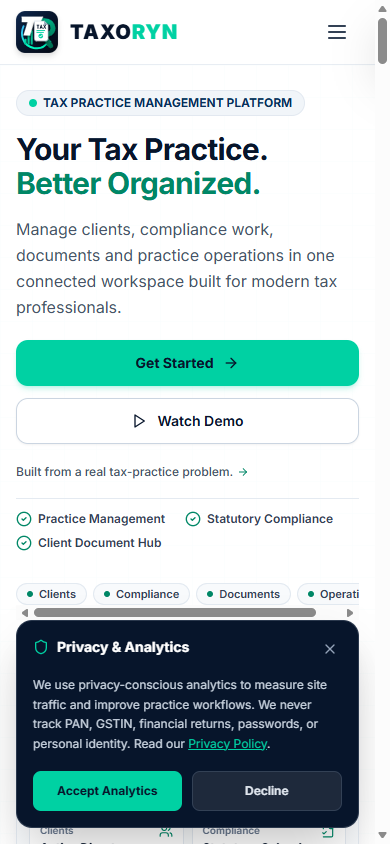 TAXORYN
TAX PRACTICE MANAGEMENT PLATFORM
Your Tax Practice.
Better Organized.
Manage clients, compliance work,
documents and practice operations in one
connected workspace built for modern tax
professionals.
Get Started →
Watch Demo
Built from a real tax-practice problem. →
Practice Management
Statutory Compliance
Client Document Hub
Clients
Compliance
Documents
Operati
Privacy & Analytics
We use privacy-conscious analytics to measure site
traffic and improve practice workflows. We never
track PAN, GSTIN, financial returns, passwords, or
personal identity. Read our Privacy Policy.
Accept Analytics
Decline
Clients
Compliance